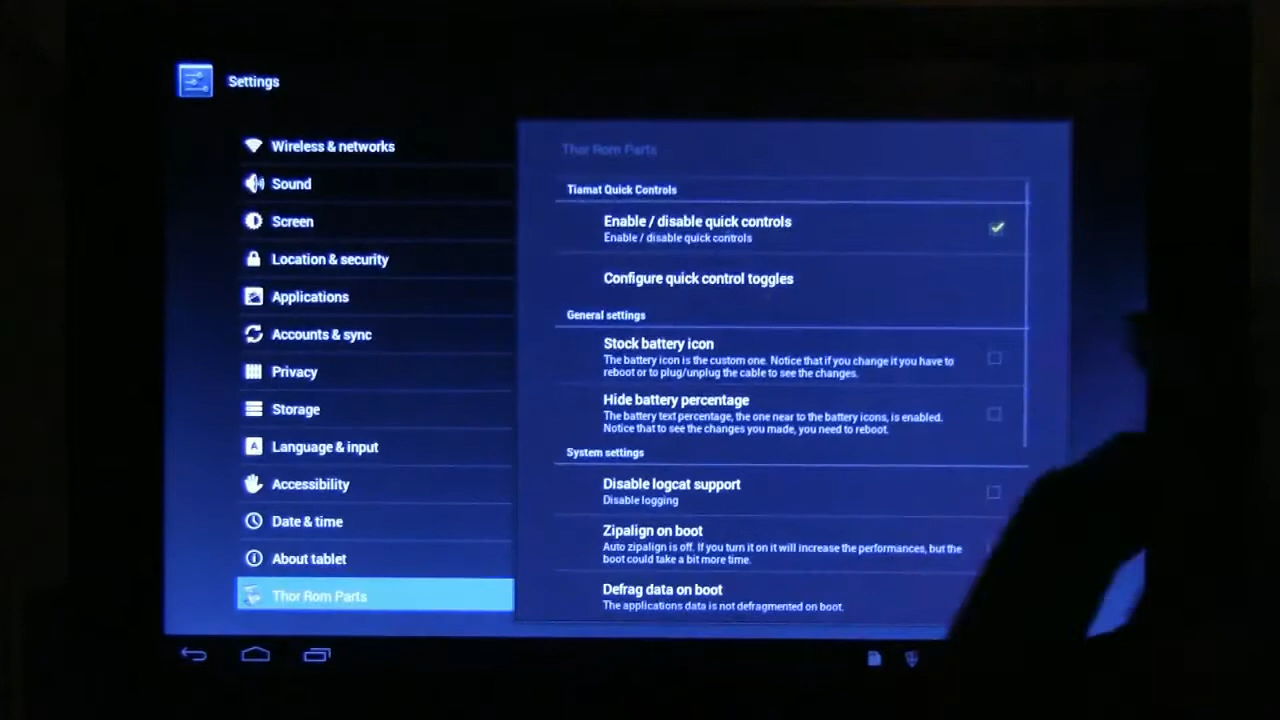 Settings
Wireless & networks
Sound
Screen
Location & security
Applications
Accounts & sync
Privacy
Storage
Language & input
Accessibility
Date & time
About tablet
Thor Rom Parts
Thor Rom Parts
Tiamat Quick Controls
Enable / disable quick controls
Enable / disable quick controls
Configure quick control toggles
General settings
Stock battery icon
The battery icon is the custom one. Notice that if you change it you have to
reboot or to plug/unplug the cable to see the changes.
Hide battery percentage
The battery text percentage, the one near to the battery icons, is enabled.
Notice that to see the changes you made, you need to reboot.
System settings
Disable logcat support
Disable logging
Zipalign on boot
Auto zipalign is off. If you turn it on it will increase the performances, but the
boot could take a bit more time.
Defrag data on boot
The applications data is not defragmented on boot.